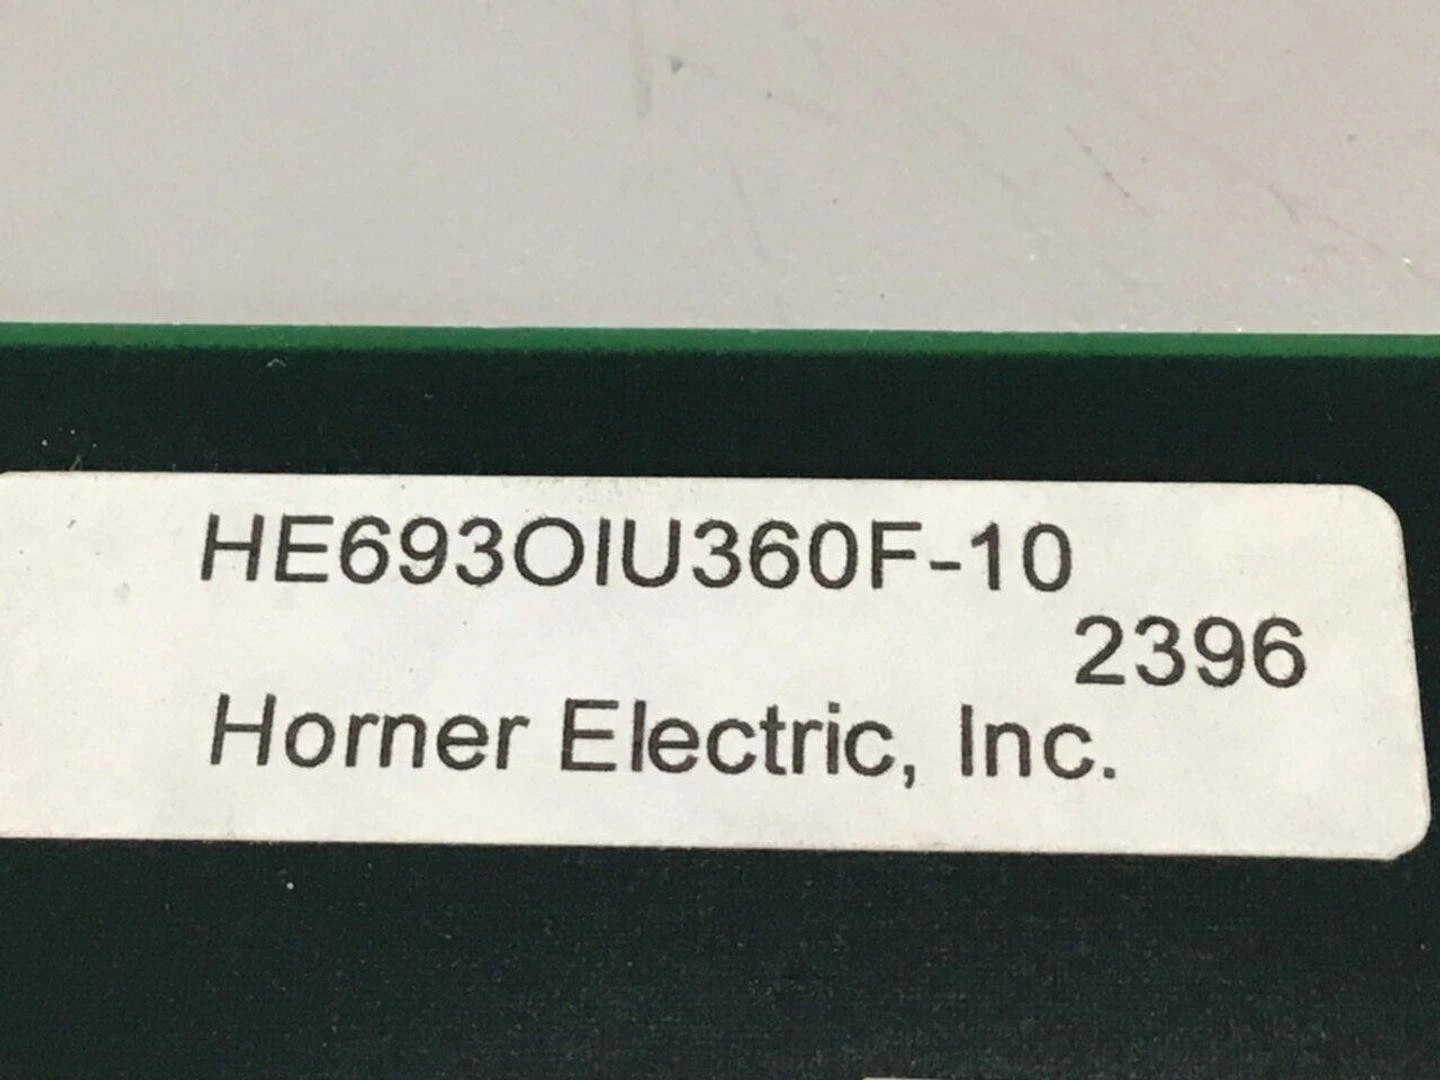 HE693OIU360F-10
2396
Horner Electric, Inc.